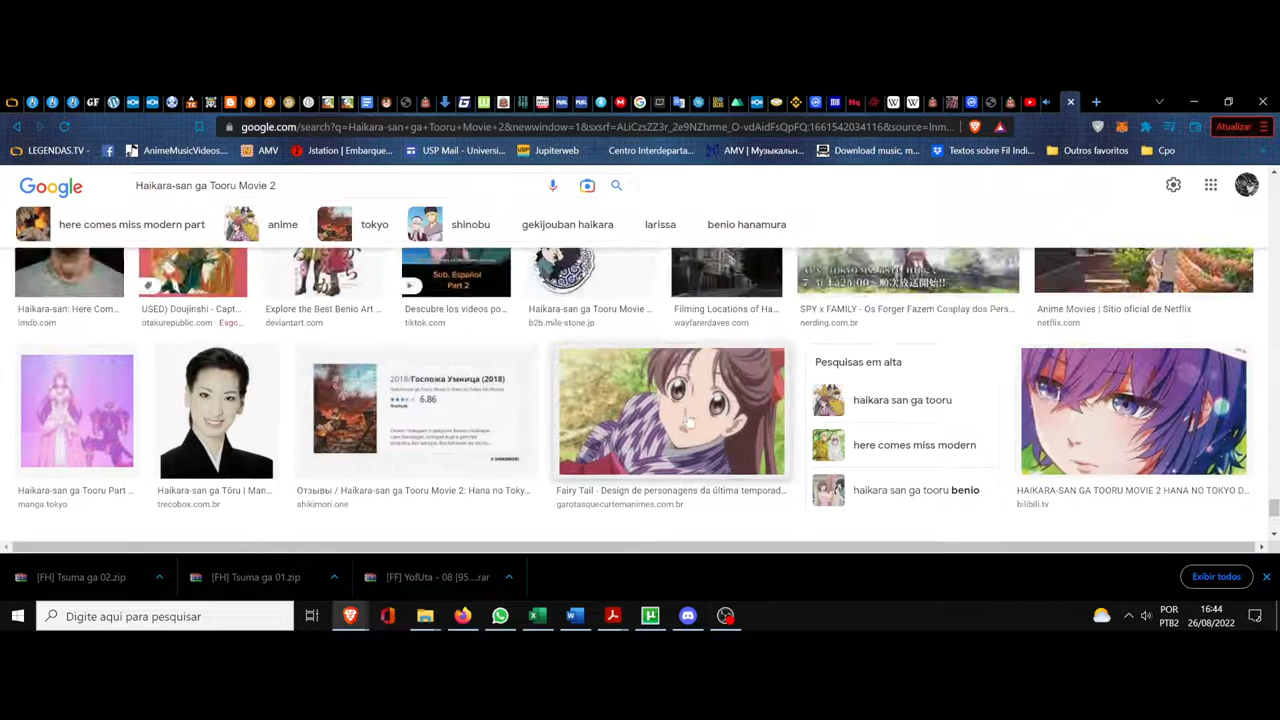 google.com/search?q=Haikara-san+ga+Tooru+Movie+2&newwindow=1&sxsrf=ALiCzsZZ3r_2e9NZhrme_O-vdAidFsQpFQ:1661542034116&source=lnm...
Atualizar
LEGENDAS.TV
AnimeMusicVideos...
AMV
Jstation | Embarque...
USP Mail - Universi...
Jupiterweb
Centro Interdeparta...
AMV | Музыкальн...
Download music, m...
Textos sobre Fil Indi...
Outros favoritos
Cpo
Google
Haikara-san ga Tooru Movie 2
here comes miss modern part
anime
tokyo
shinobu
gekijouban haikara
larissa
benio hanamura
Sub. Español
Part 2
Haikara-san: Here Com...
imdb.com
USED) Doujinshi - Capt...
otakurepublic.com · Esgo...
Explore the Best Benio Art ...
deviantart.com
Descubre los videos po...
tiktok.com
Haikara-san ga Tooru Movie ...
b2b.mile-stone.jp
Filming Locations of Ha...
wayfarerdaves.com
SPY x FAMILY - Os Forger Fazem Cosplay dos Pers...
nerding.com.br
Anime Movies | Sitio oficial de Netflix
netflix.com
2018/Госпожа Умница (2018)
6.86
Pesquisas em alta
haikara san ga tooru
here comes miss modern
haikara san ga tooru benio
Haikara-san ga Tooru Part ...
manga.tokyo
Haikara-san ga Tōru | Man...
trecobox.com.br
Отзывы / Haikara-san ga Tooru Movie 2: Hana no Tokyo...
shikimori.one
Fairy Tail - Design de personagens da última temporad...
garotasquecurtemanimes.com.br
HAIKARA-SAN GA TOORU MOVIE 2 HANA NO TOKYO D...
bilibili.tv
[FH] Tsuma ga 02.zip
[FH] Tsuma ga 01.zip
[FF] YofUta - 08 [95....rar
Exibir todos
Digite aqui para pesquisar
POR
PTB2
16:44
26/08/2022